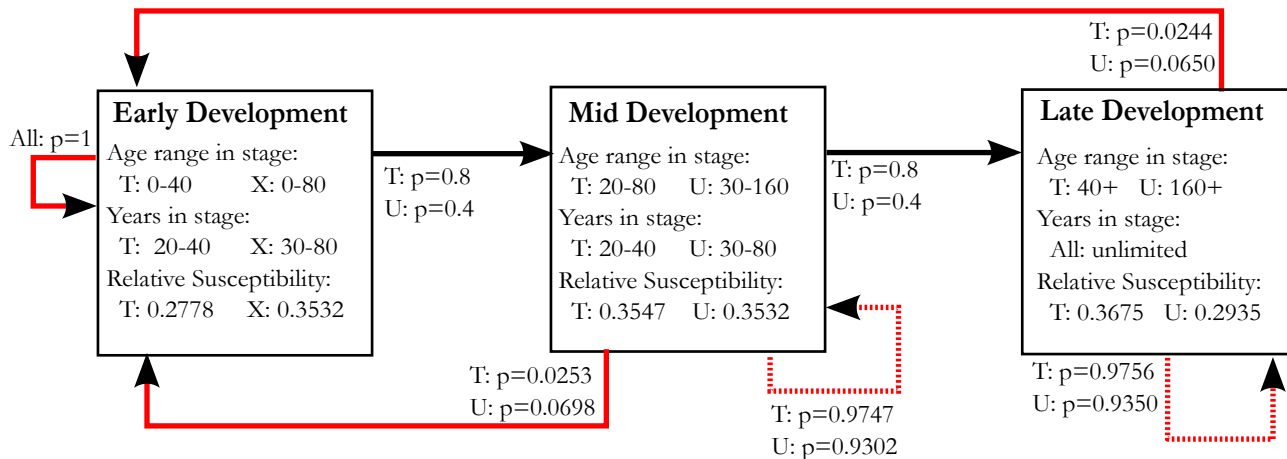 T: p=0.0244
U: p=0.0650
Early Development
Age range in stage:
T: 0-40 X: 0-80
Years in stage:
T: 20-40 X: 30-80
Relative Susceptibility:
T: 0.2778 X: 0.3532
All: p=1
T: p=0.8
U: p=0.4
Mid Development
Age range in stage:
T: 20-80 U: 30-160
Years in stage:
T: 20-40 U: 30-80
Relative Susceptibility:
T: 0.3547 U: 0.3532
T: p=0.8
U: p=0.4
Late Development
Age range in stage:
T: 40+ U: 160+
Years in stage:
All: unlimited
Relative Susceptibility:
T: 0.3675 U: 0.2935
T: p=0.0253
U: p=0.0698
T: p=0.9747
U: p=0.9302
T: p=0.9756
U: p=0.9350